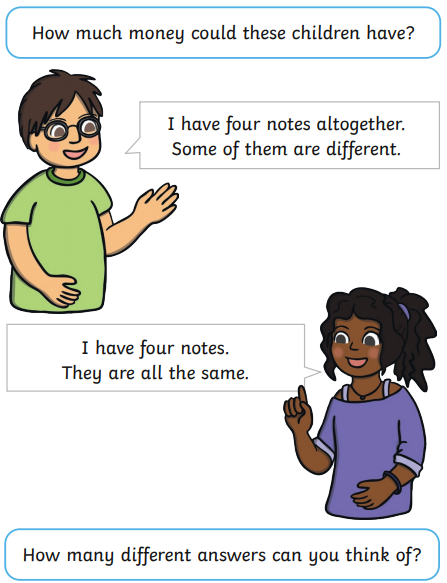 How much money could these children have?
I have four notes altogether.
Some of them are different.
I have four notes.
They are all the same.
How many different answers can you think of?